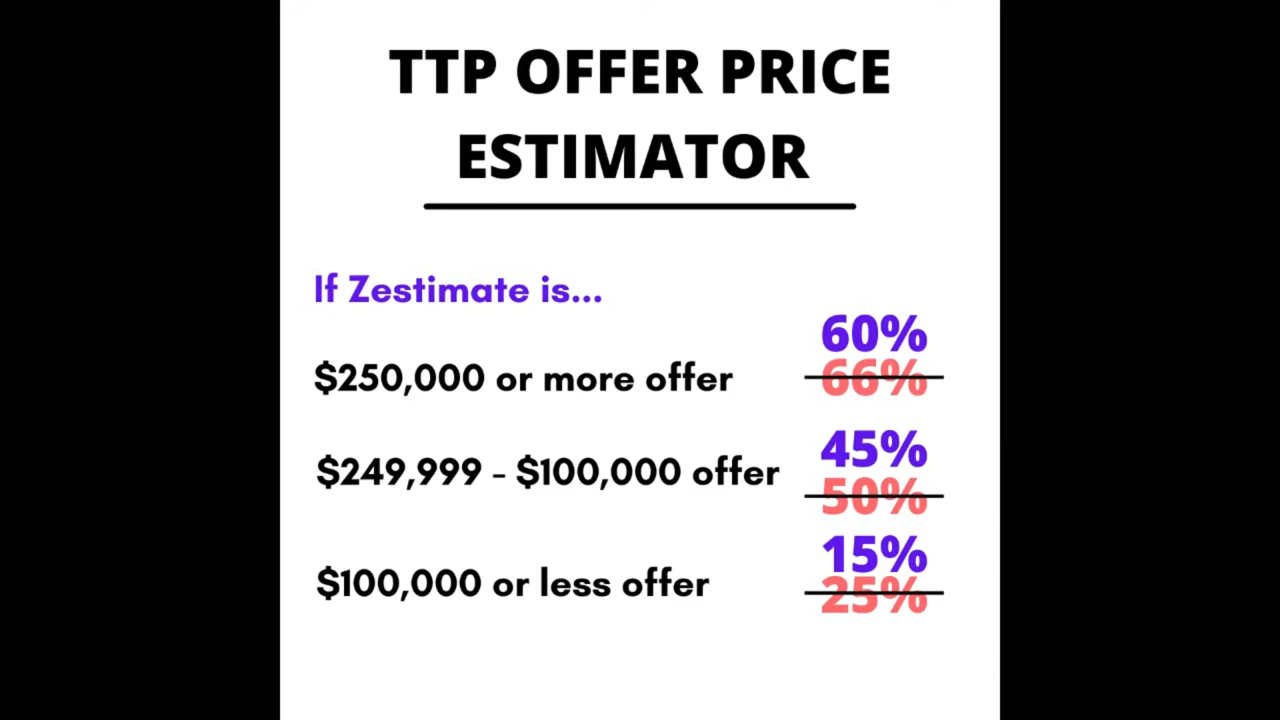 TTP OFFER PRICE
ESTIMATOR
If Zestimate is...
60%
$250,000 or more offer 66%
45%
$249,999 - $100,000 offer 50%
15%
$100,000 or less offer 25%